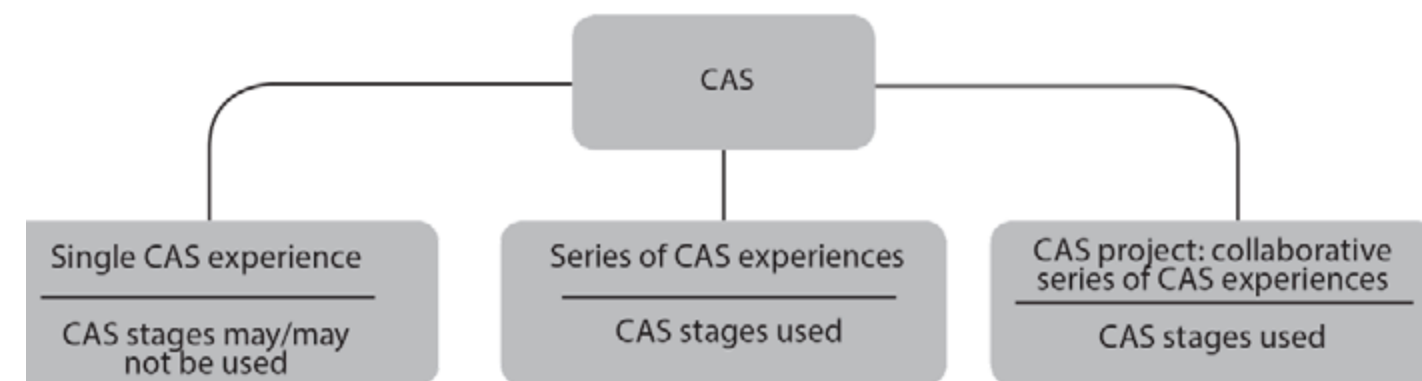 CAS
Single CAS experience
CAS stages may/may
not be used
Series of CAS experiences
CAS stages used
CAS project: collaborative
series of CAS experiences
CAS stages used